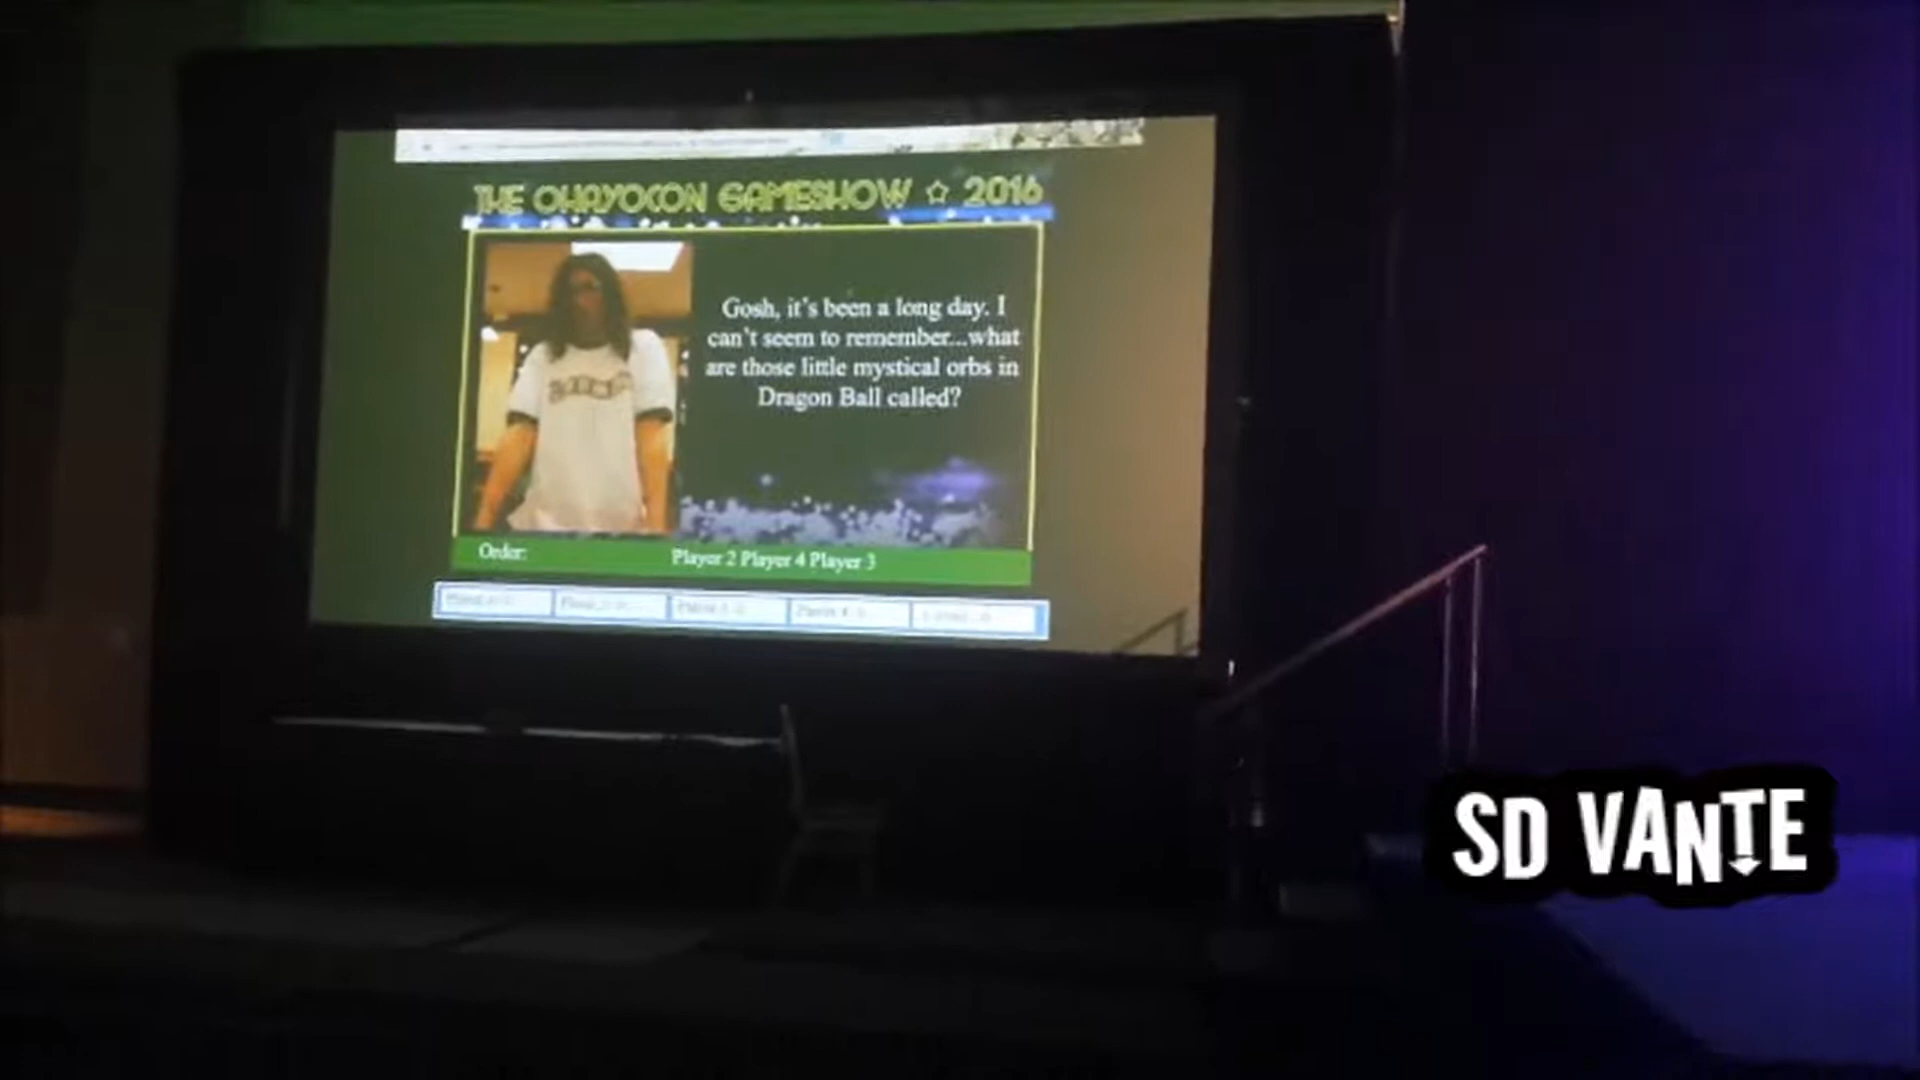 THE OHAYOCON GAMESHOW ☆ 2016
Gosh, it's been a long day. I
can't seem to remember...what
are those little mystical orbs in
Dragon Ball called?
Order: Player 2 Player 4 Player 3
SD VANTE